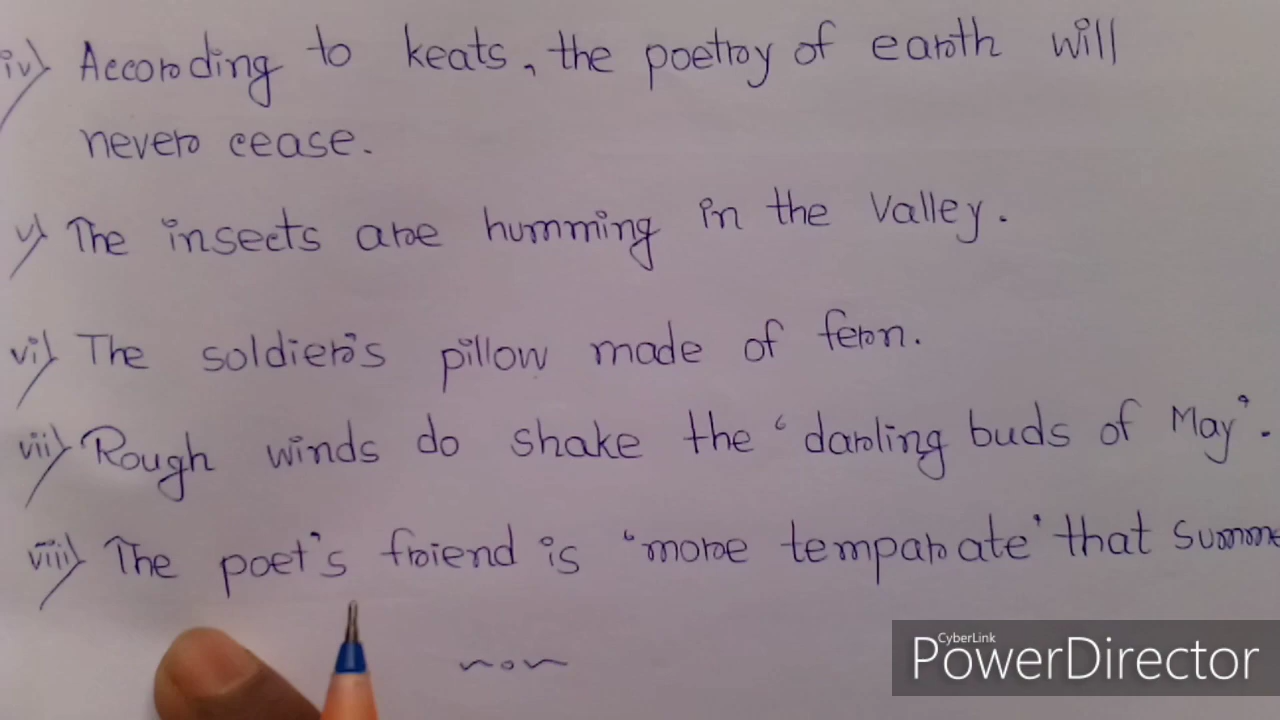 iv) According to keats, the poetry of earth will
never cease.
v) The insects are humming in the valley.
vi) The soldier's pillow made of fern.
vii) Rough winds do shake the 'darling buds of May'.
viii) The poet's friend is 'more temparate' that summe
CyberLink
PowerDirector